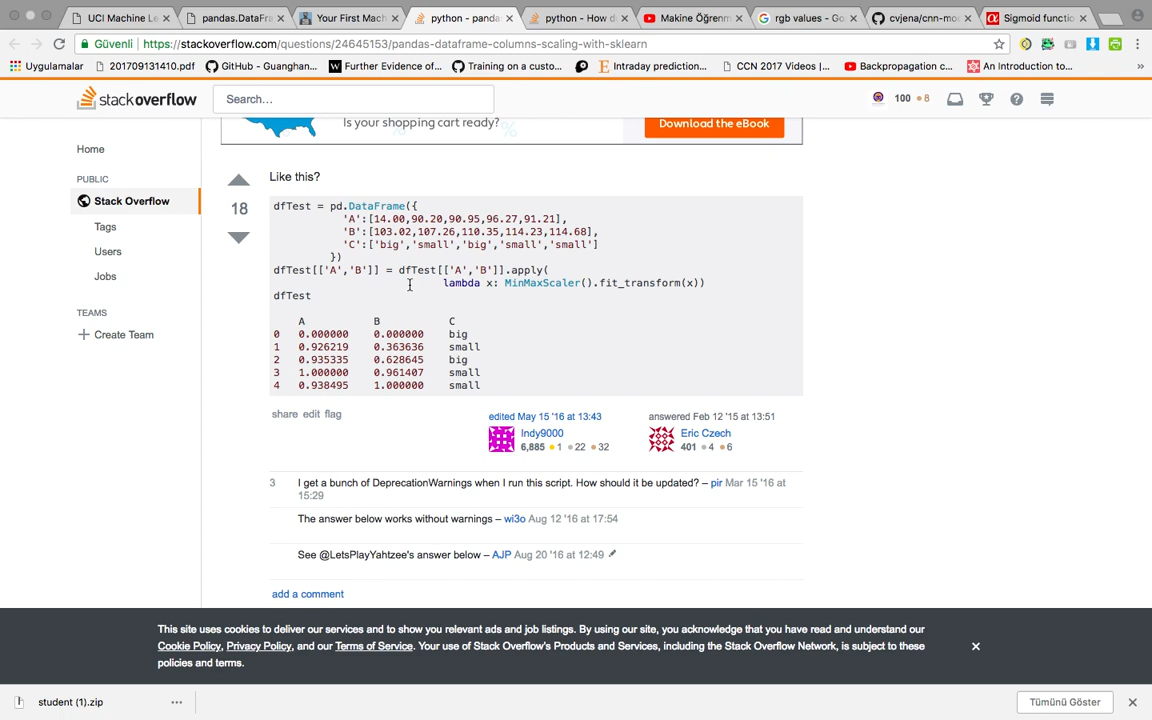 UCI Machine Le
pandas.DataFra
Your First Mach
python - panda
python - How d
Makine Öğrenm
rgb values - Go
cvjena/cnn-mo
Sigmoid functio
Güvenli
https://stackoverflow.com/questions/24645153/pandas-dataframe-columns-scaling-with-sklearn
Uygulamalar
201709131410.pdf
GitHub - Guanghan...
Further Evidence of...
Training on a custo...
Intraday prediction...
CCN 2017 Videos |...
Backpropagation c...
An Introduction to...
»
stackoverflow
Search...
100 8
Home
PUBLIC
Stack Overflow
Tags
Users
Jobs
TEAMS
Create Team
Is your shopping cart ready?
Download the eBook
18
Like this?
dfTest = pd.DataFrame({
'A':[14.00,90.20,90.95,96.27,91.21],
'B':[103.02,107.26,110.35,114.23,114.68],
'C':['big','small','big','small','small']
})
dfTest[['A','B']] = dfTest[['A','B']].apply(
lambda x: MinMaxScaler().fit_transform(x))
dfTest
A B C
0 0.000000 0.000000 big
1 0.926219 0.363636 small
2 0.935335 0.628645 big
3 1.000000 0.961407 small
4 0.938495 1.000000 small
share edit flag
edited May 15 '16 at 13:43
Indy9000
6,885 1 22 32
answered Feb 12 '15 at 13:51
Eric Czech
401 4 6
3 I get a bunch of DeprecationWarnings when I run this script. How should it be updated? – pir Mar 15 '16 at
15:29
The answer below works without warnings – wi3o Aug 12 '16 at 17:54
See @LetsPlayYahtzee's answer below – AJP Aug 20 '16 at 12:49
add a comment
This site uses cookies to deliver our services and to show you relevant ads and job listings. By using our site, you acknowledge that you have read and understand our
Cookie Policy, Privacy Policy, and our Terms of Service. Your use of Stack Overflow's Products and Services, including the Stack Overflow Network, is subject to these
policies and terms.
student (1).zip
Tümünü Göster